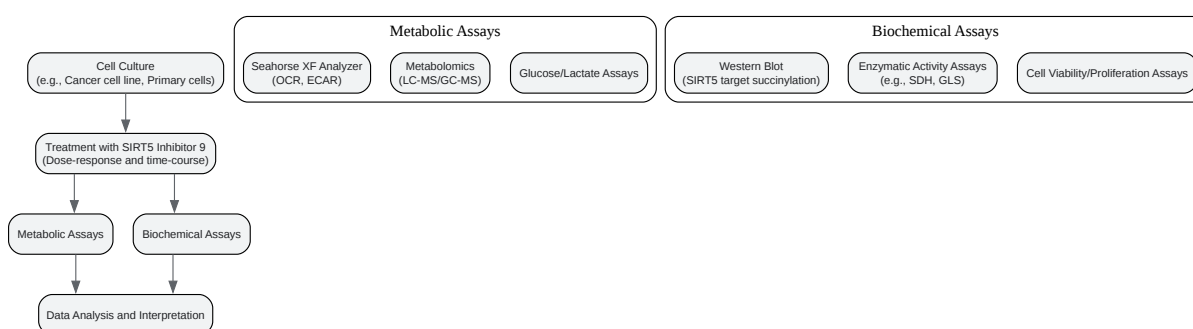 Cell Culture
(e.g., Cancer cell line, Primary cells)
Treatment with SIRT5 Inhibitor 9
(Dose-response and time-course)
Metabolic Assays
Biochemical Assays
Data Analysis and Interpretation
Metabolic Assays
Seahorse XF Analyzer
(OCR, ECAR)
Metabolomics
(LC-MS/GC-MS)
Glucose/Lactate Assays
Biochemical Assays
Western Blot
(SIRT5 target succinylation)
Enzymatic Activity Assays
(e.g., SDH, GLS)
Cell Viability/Proliferation Assays